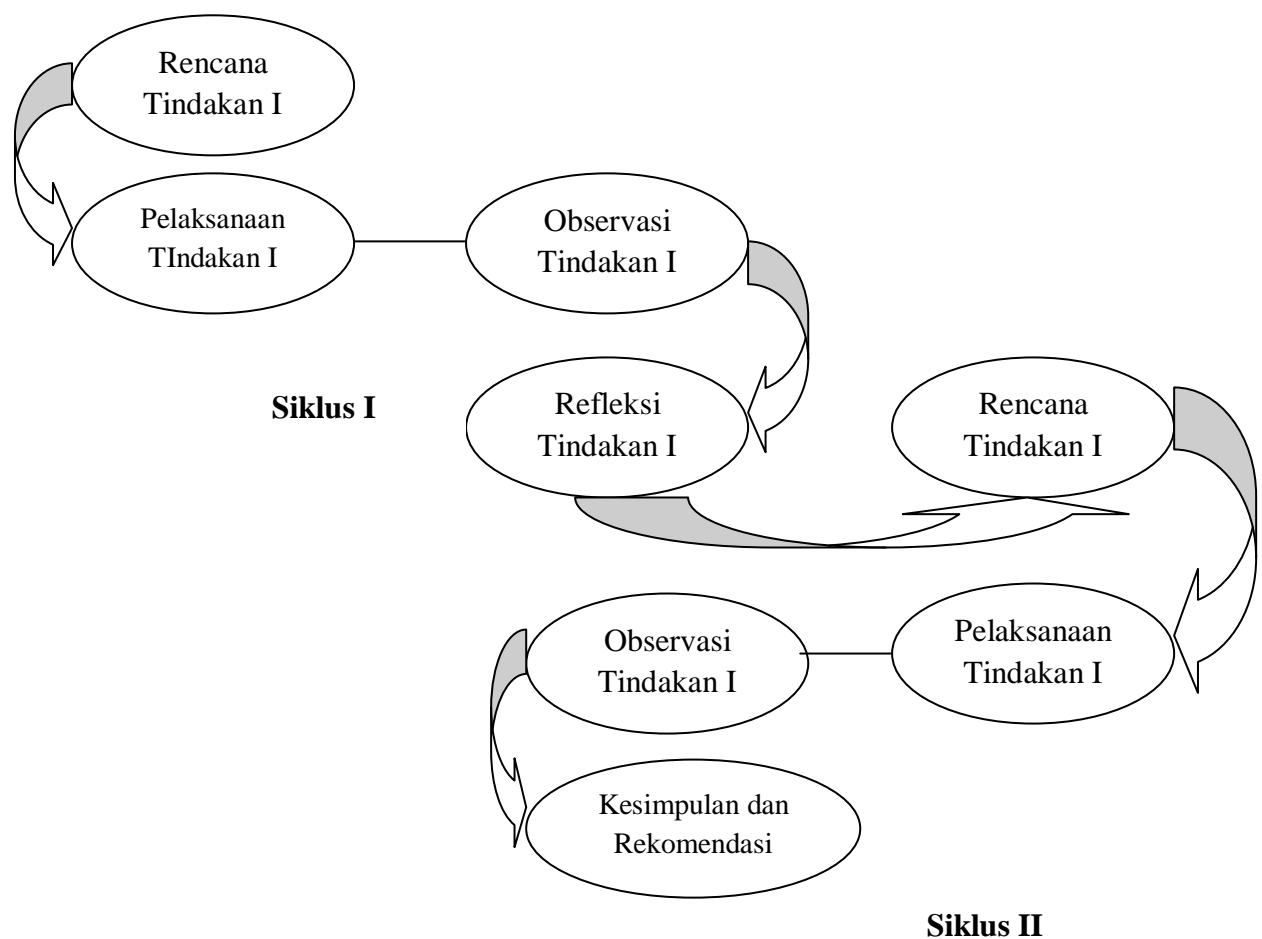 Rencana
Tindakan I
Pelaksanaan
TIndakan I
Observasi
Tindakan I
Siklus I
Refleksi
Tindakan I
Rencana
Tindakan I
Observasi
Tindakan I
Pelaksanaan
Tindakan I
Kesimpulan dan
Rekomendasi
Siklus II